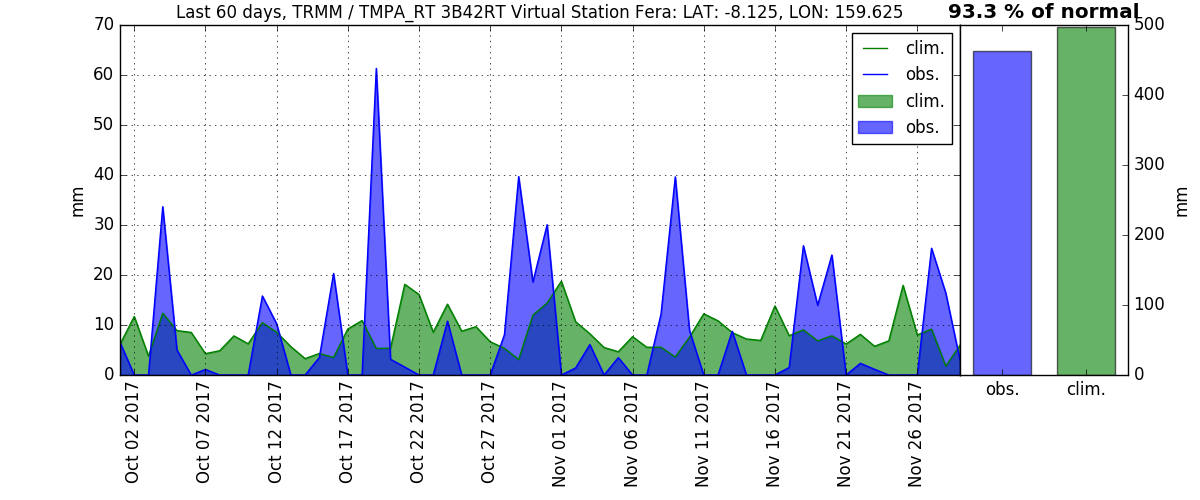 Last 60 days, TRMM / TMPA_RT 3B42RT Virtual Station Fera: LAT: -8.125, LON: 159.625
93.3 % of normal
mm
70
60
50
40
30
20
10
0
clim.
obs.
clim.
obs.
Oct 02 2017
Oct 07 2017
Oct 12 2017
Oct 17 2017
Oct 22 2017
Oct 27 2017
Nov 01 2017
Nov 06 2017
Nov 11 2017
Nov 16 2017
Nov 21 2017
Nov 26 2017
obs.
clim.
500
400
300
200
100
0
mm